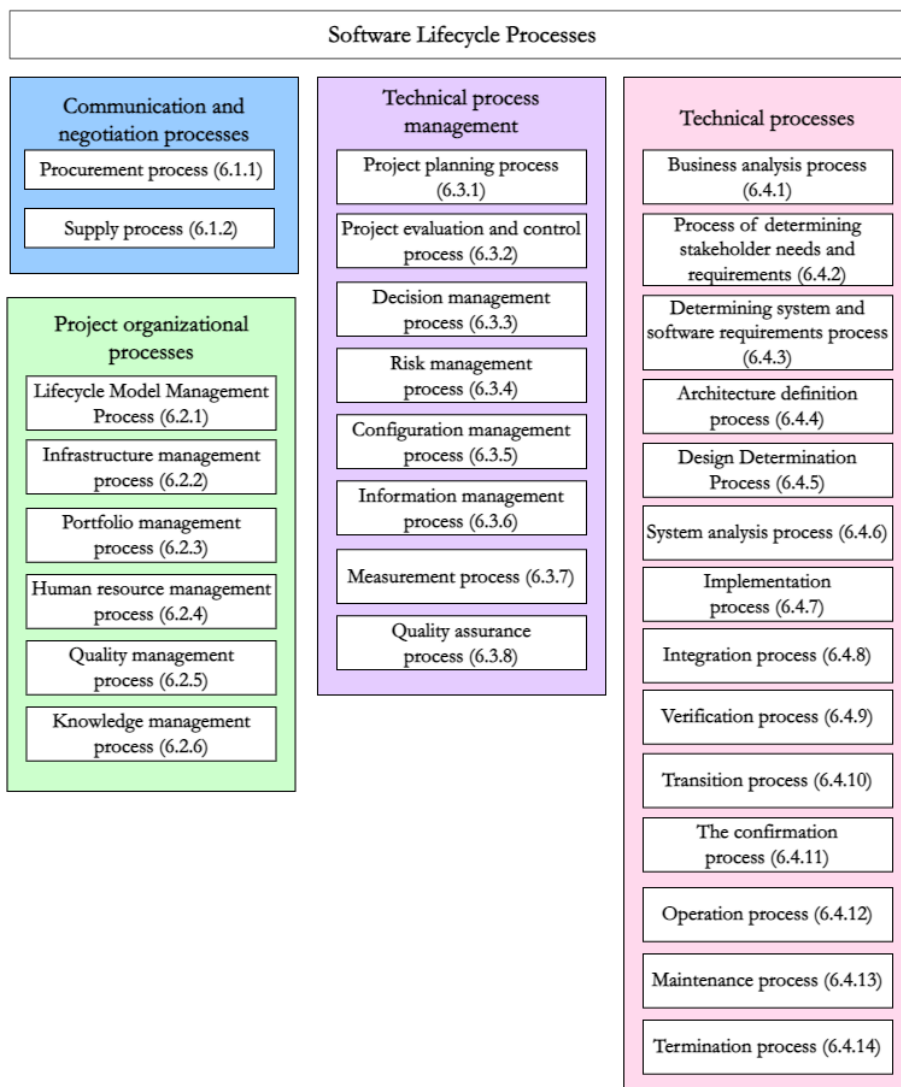 Software Lifecycle Processes
Communication and
negotiation processes
Procurement process (6.1.1)
Supply process (6.1.2)
Project organizational
processes
Lifecycle Model Management
Process (6.2.1)
Infrastructure management
process (6.2.2)
Portfolio management
process (6.2.3)
Human resource management
process (6.2.4)
Quality management
process (6.2.5)
Knowledge management
process (6.2.6)
Technical process
management
Project planning process
(6.3.1)
Project evaluation and control
process (6.3.2)
Decision management
process (6.3.3)
Risk management
process (6.3.4)
Configuration management
process (6.3.5)
Information management
process (6.3.6)
Measurement process (6.3.7)
Quality assurance
process (6.3.8)
Technical processes
Business analysis process
(6.4.1)
Process of determining
stakeholder needs and
requirements (6.4.2)
Determining system and
software requirements process
(6.4.3)
Architecture definition
process (6.4.4)
Design Determination
Process (6.4.5)
System analysis process (6.4.6)
Implementation
process (6.4.7)
Integration process (6.4.8)
Verification process (6.4.9)
Transition process (6.4.10)
The confirmation
process (6.4.11)
Operation process (6.4.12)
Maintenance process (6.4.13)
Termination process (6.4.14)